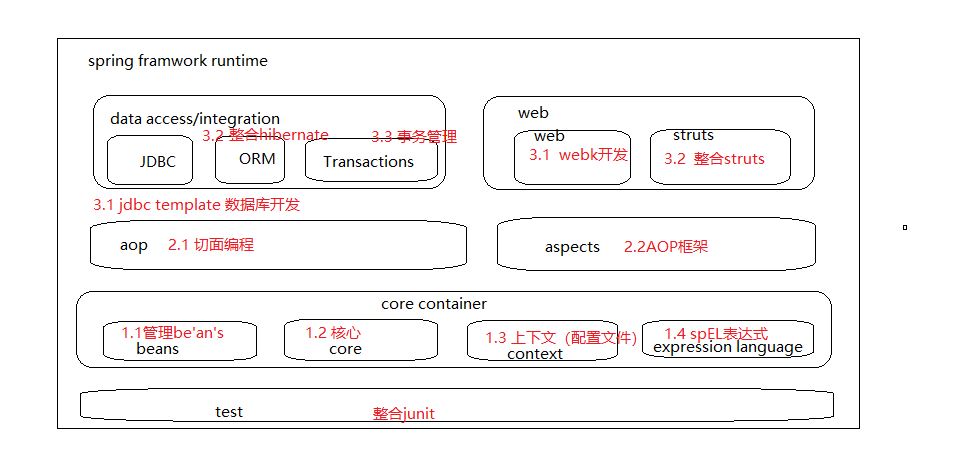 spring framwork runtime
data access/integration
3.2 整合hibernate
3.3 事务管理
JDBC
ORM
Transactions
3.1 jdbc template 数据库开发
web
web
3.1 webk开发
struts
3.2 整合struts
aop
2.1 切面编程
aspects
2.2AOP框架
core container
1.1管理be'an's
beans
1.2 核心
core
1.3 上下文（配置文件）
context
1.4 spEL表达式
expression language
test
整合junit